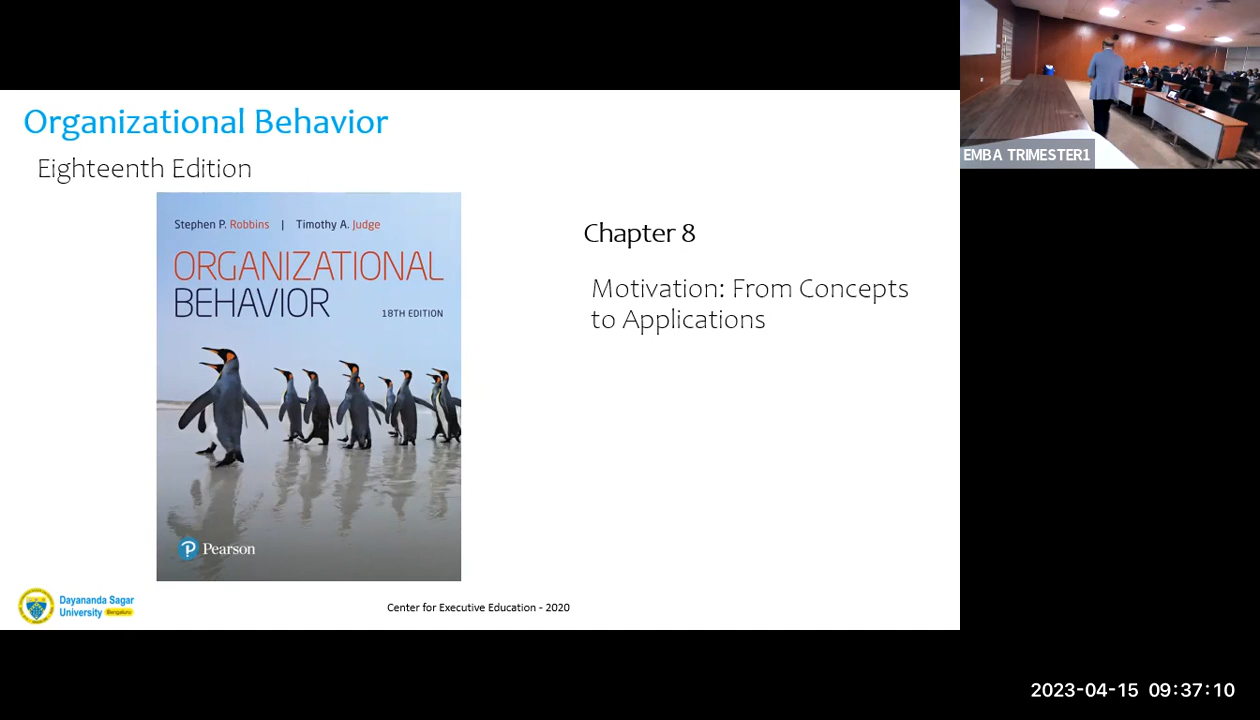 Organizational Behavior
Eighteenth Edition
Stephen P. Robbins | Timothy A. Judge
ORGANIZATIONAL
BEHAVIOR
18TH EDITION
Pearson
Chapter 8
Motivation: From Concepts
to Applications
Dayananda Sagar
University Bengaluru
Center for Executive Education - 2020
EMBA TRIMESTER1
2023-04-15 09:37:10